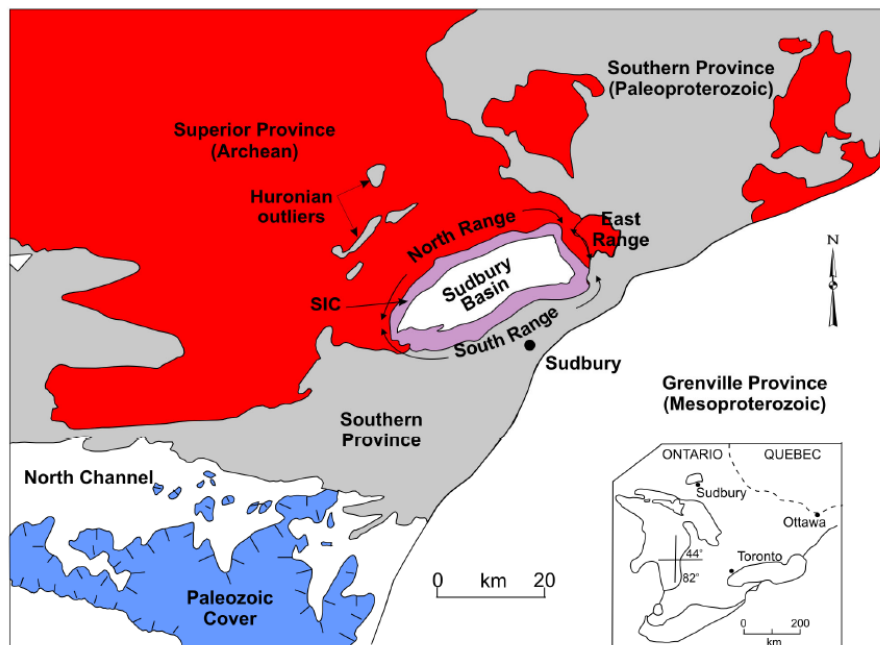 Southern Province
(Paleoproterozoic)
Superior Province
(Archean)
Huronian
outliers
North Range
East
Range
Sudbury
Basin
SIC
South Range
Sudbury
N
Grenville Province
(Mesoproterozoic)
Southern
Province
North Channel
Paleozoic
Cover
0 km 20
ONTARIO QUEBEC
Sudbury
Ottawa
Toronto
44°
82°
0 200
km